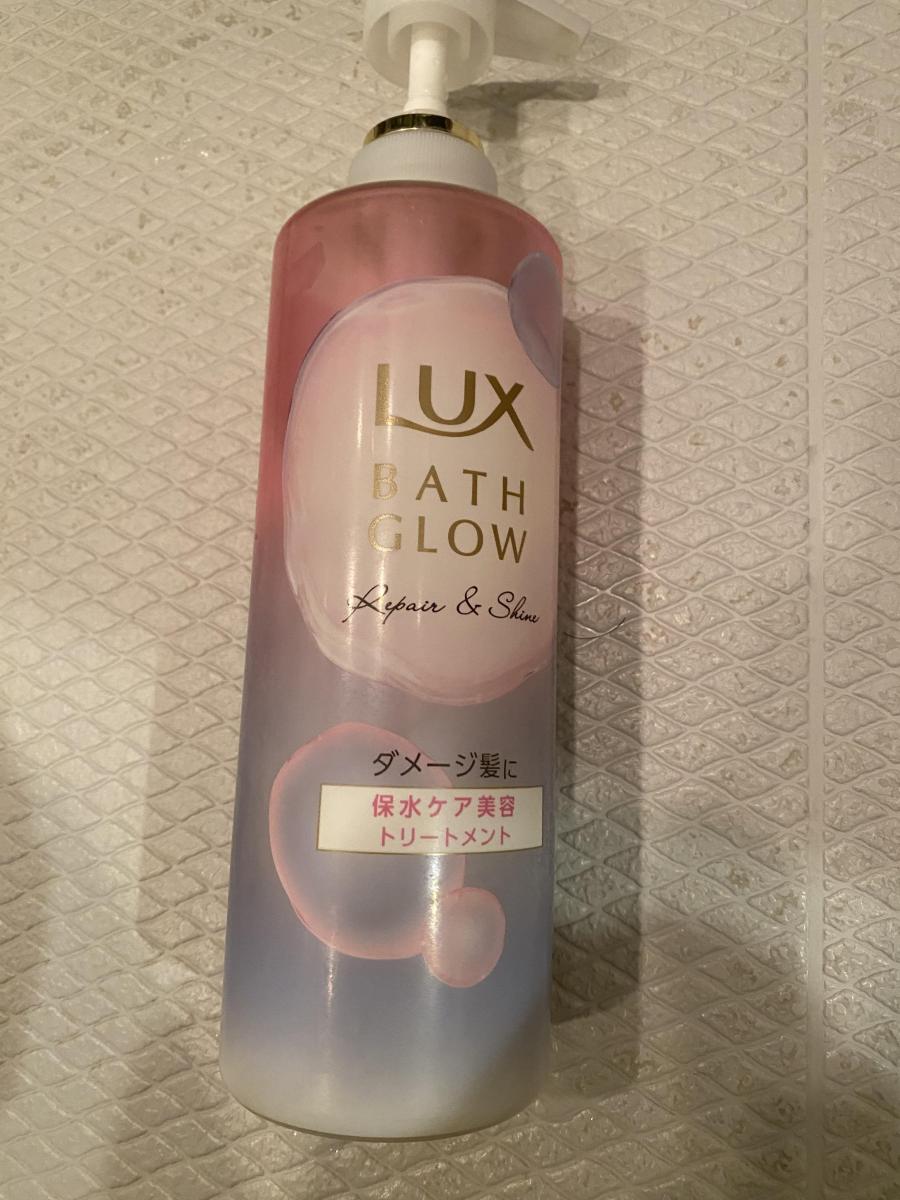 LUX
BATH
GLOW
Repair & Shine
ダメージ髪に
保水ケア美容
トリートメント